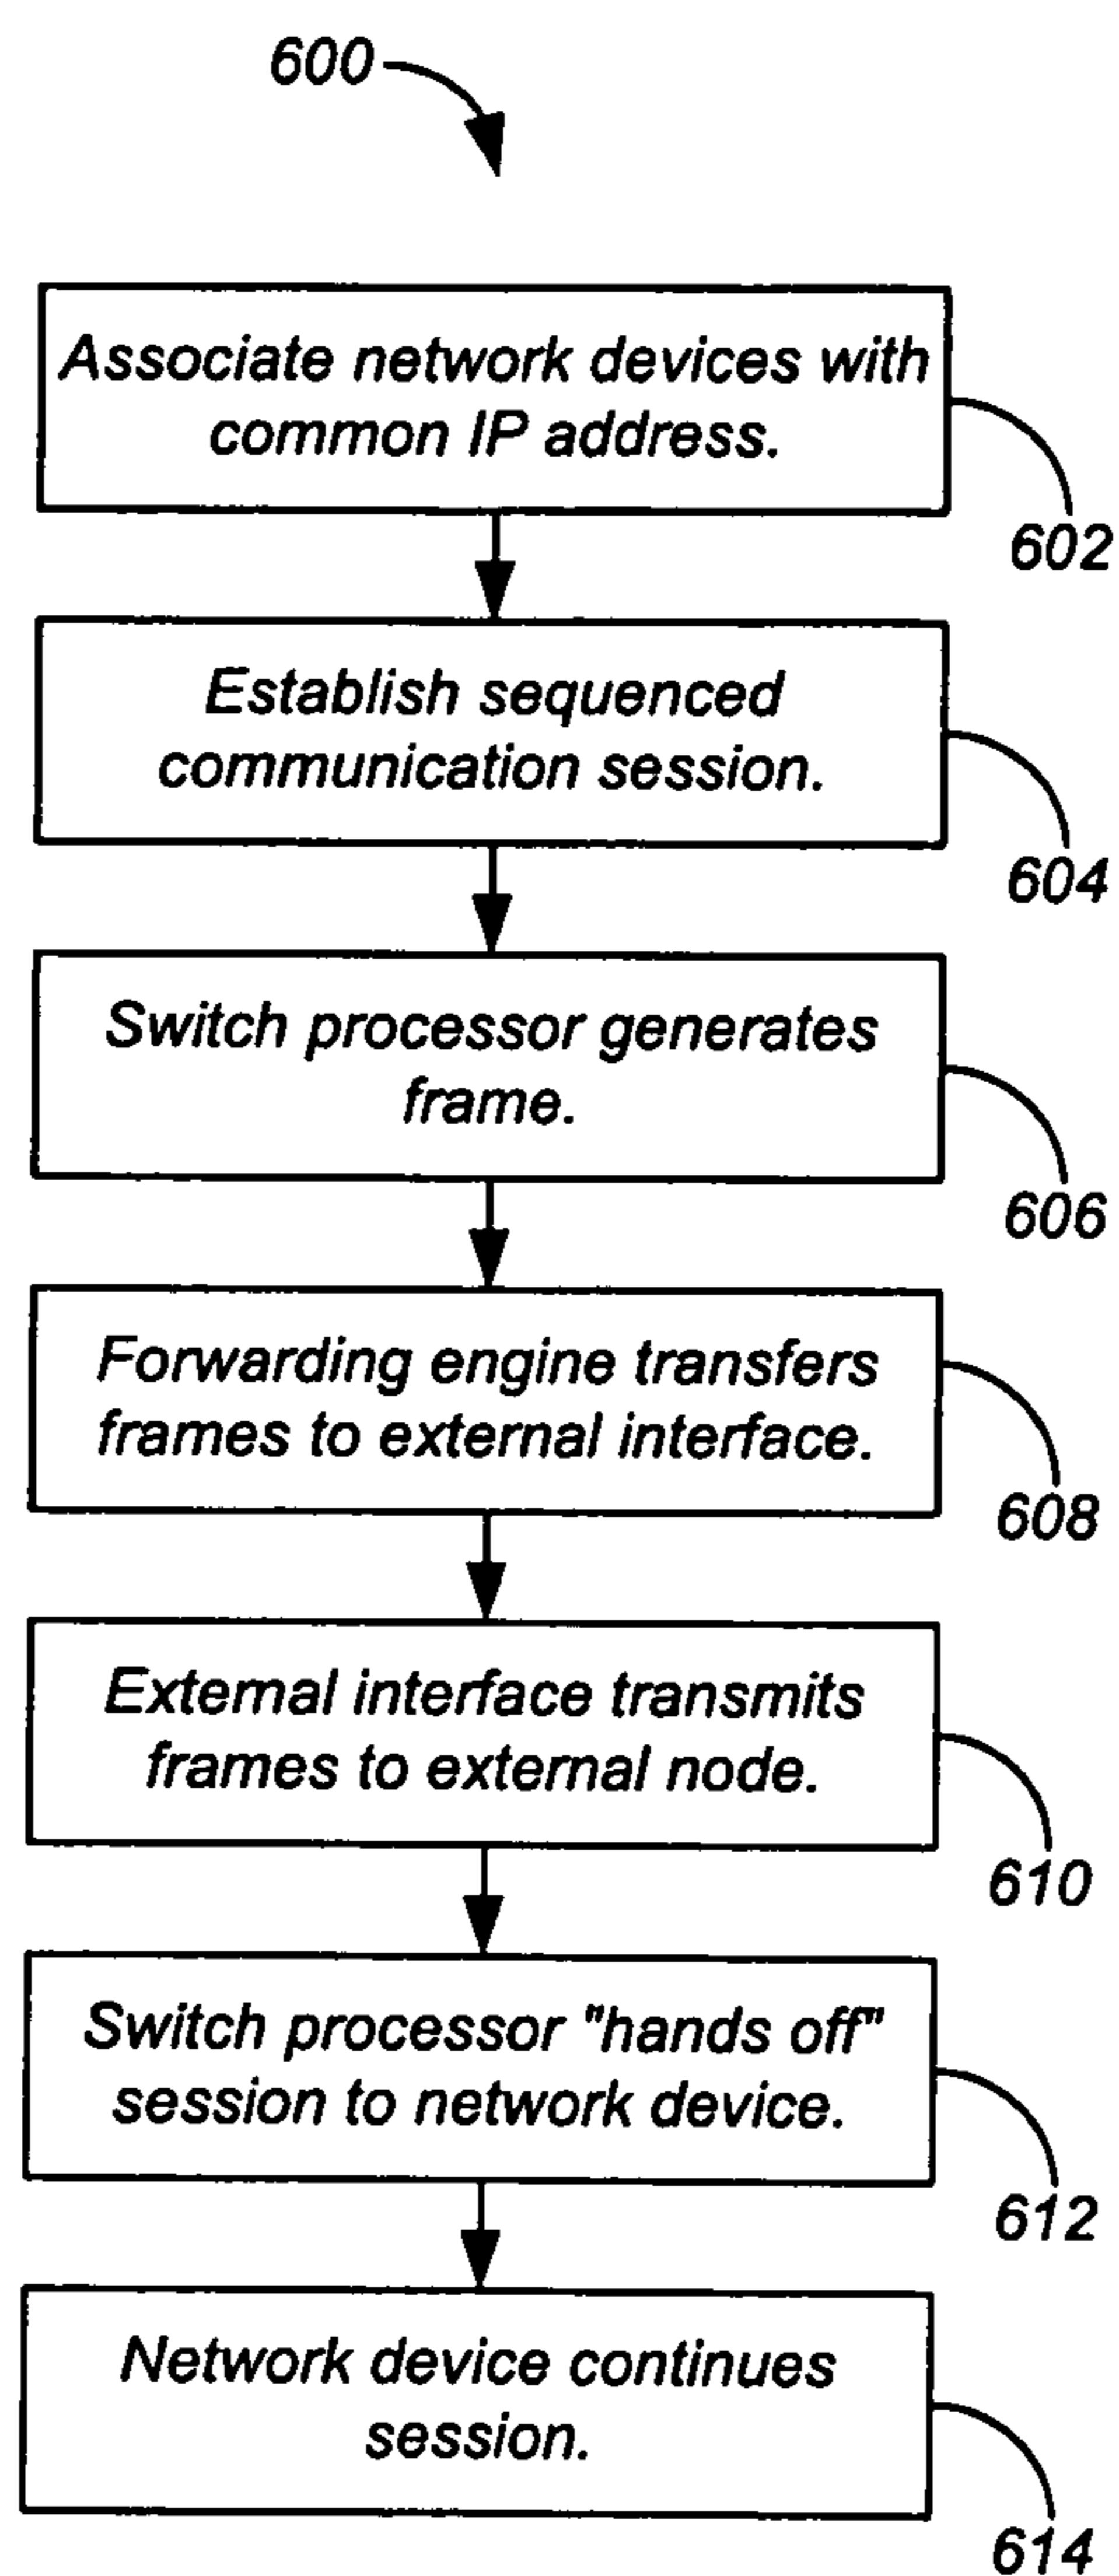 600
Associate network devices with
common IP address.
602
Establish sequenced
communication session.
604
Switch processor generates
frame.
606
Forwarding engine transfers
frames to external interface.
608
External interface transmits
frames to external node.
610
Switch processor "hands off"
session to network device.
612
Network device continues
session.
614